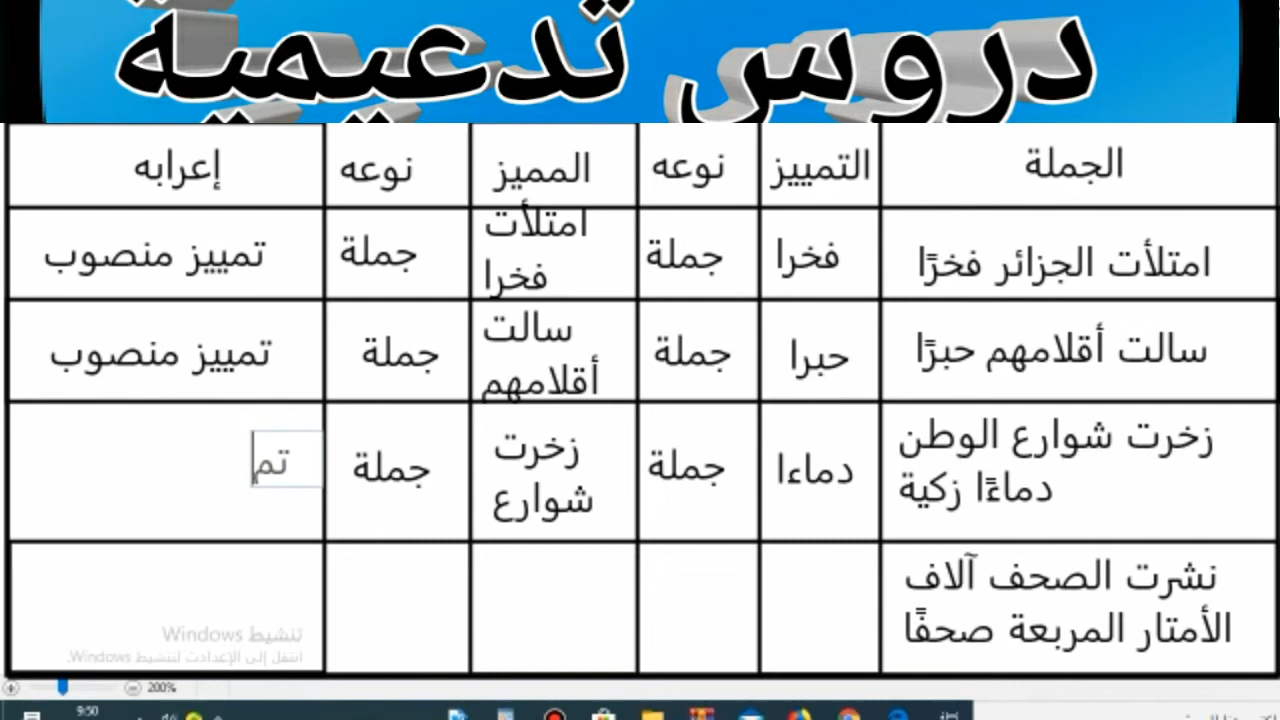 دروس تدعيمية
الجملة التمييز نوعه المميز نوعه إعرابه
امتلأت الجزائر فخرًا فخرا جملة امتلأت
فخرا جملة تمييز منصوب
سالت أقلامهم حبرًا حبرا جملة سالت
أقلامهم جملة تمييز منصوب
زخرت شوارع الوطن
دماءًا زكية
دماءا جملة زخرت
شوارع جملة تم
نشرت الصحف آلاف
الأمتار المربعة صحفًا
تنشيط Windows
انتقل إلى الإعدادت لتنشيط Windows.
200%
9:50